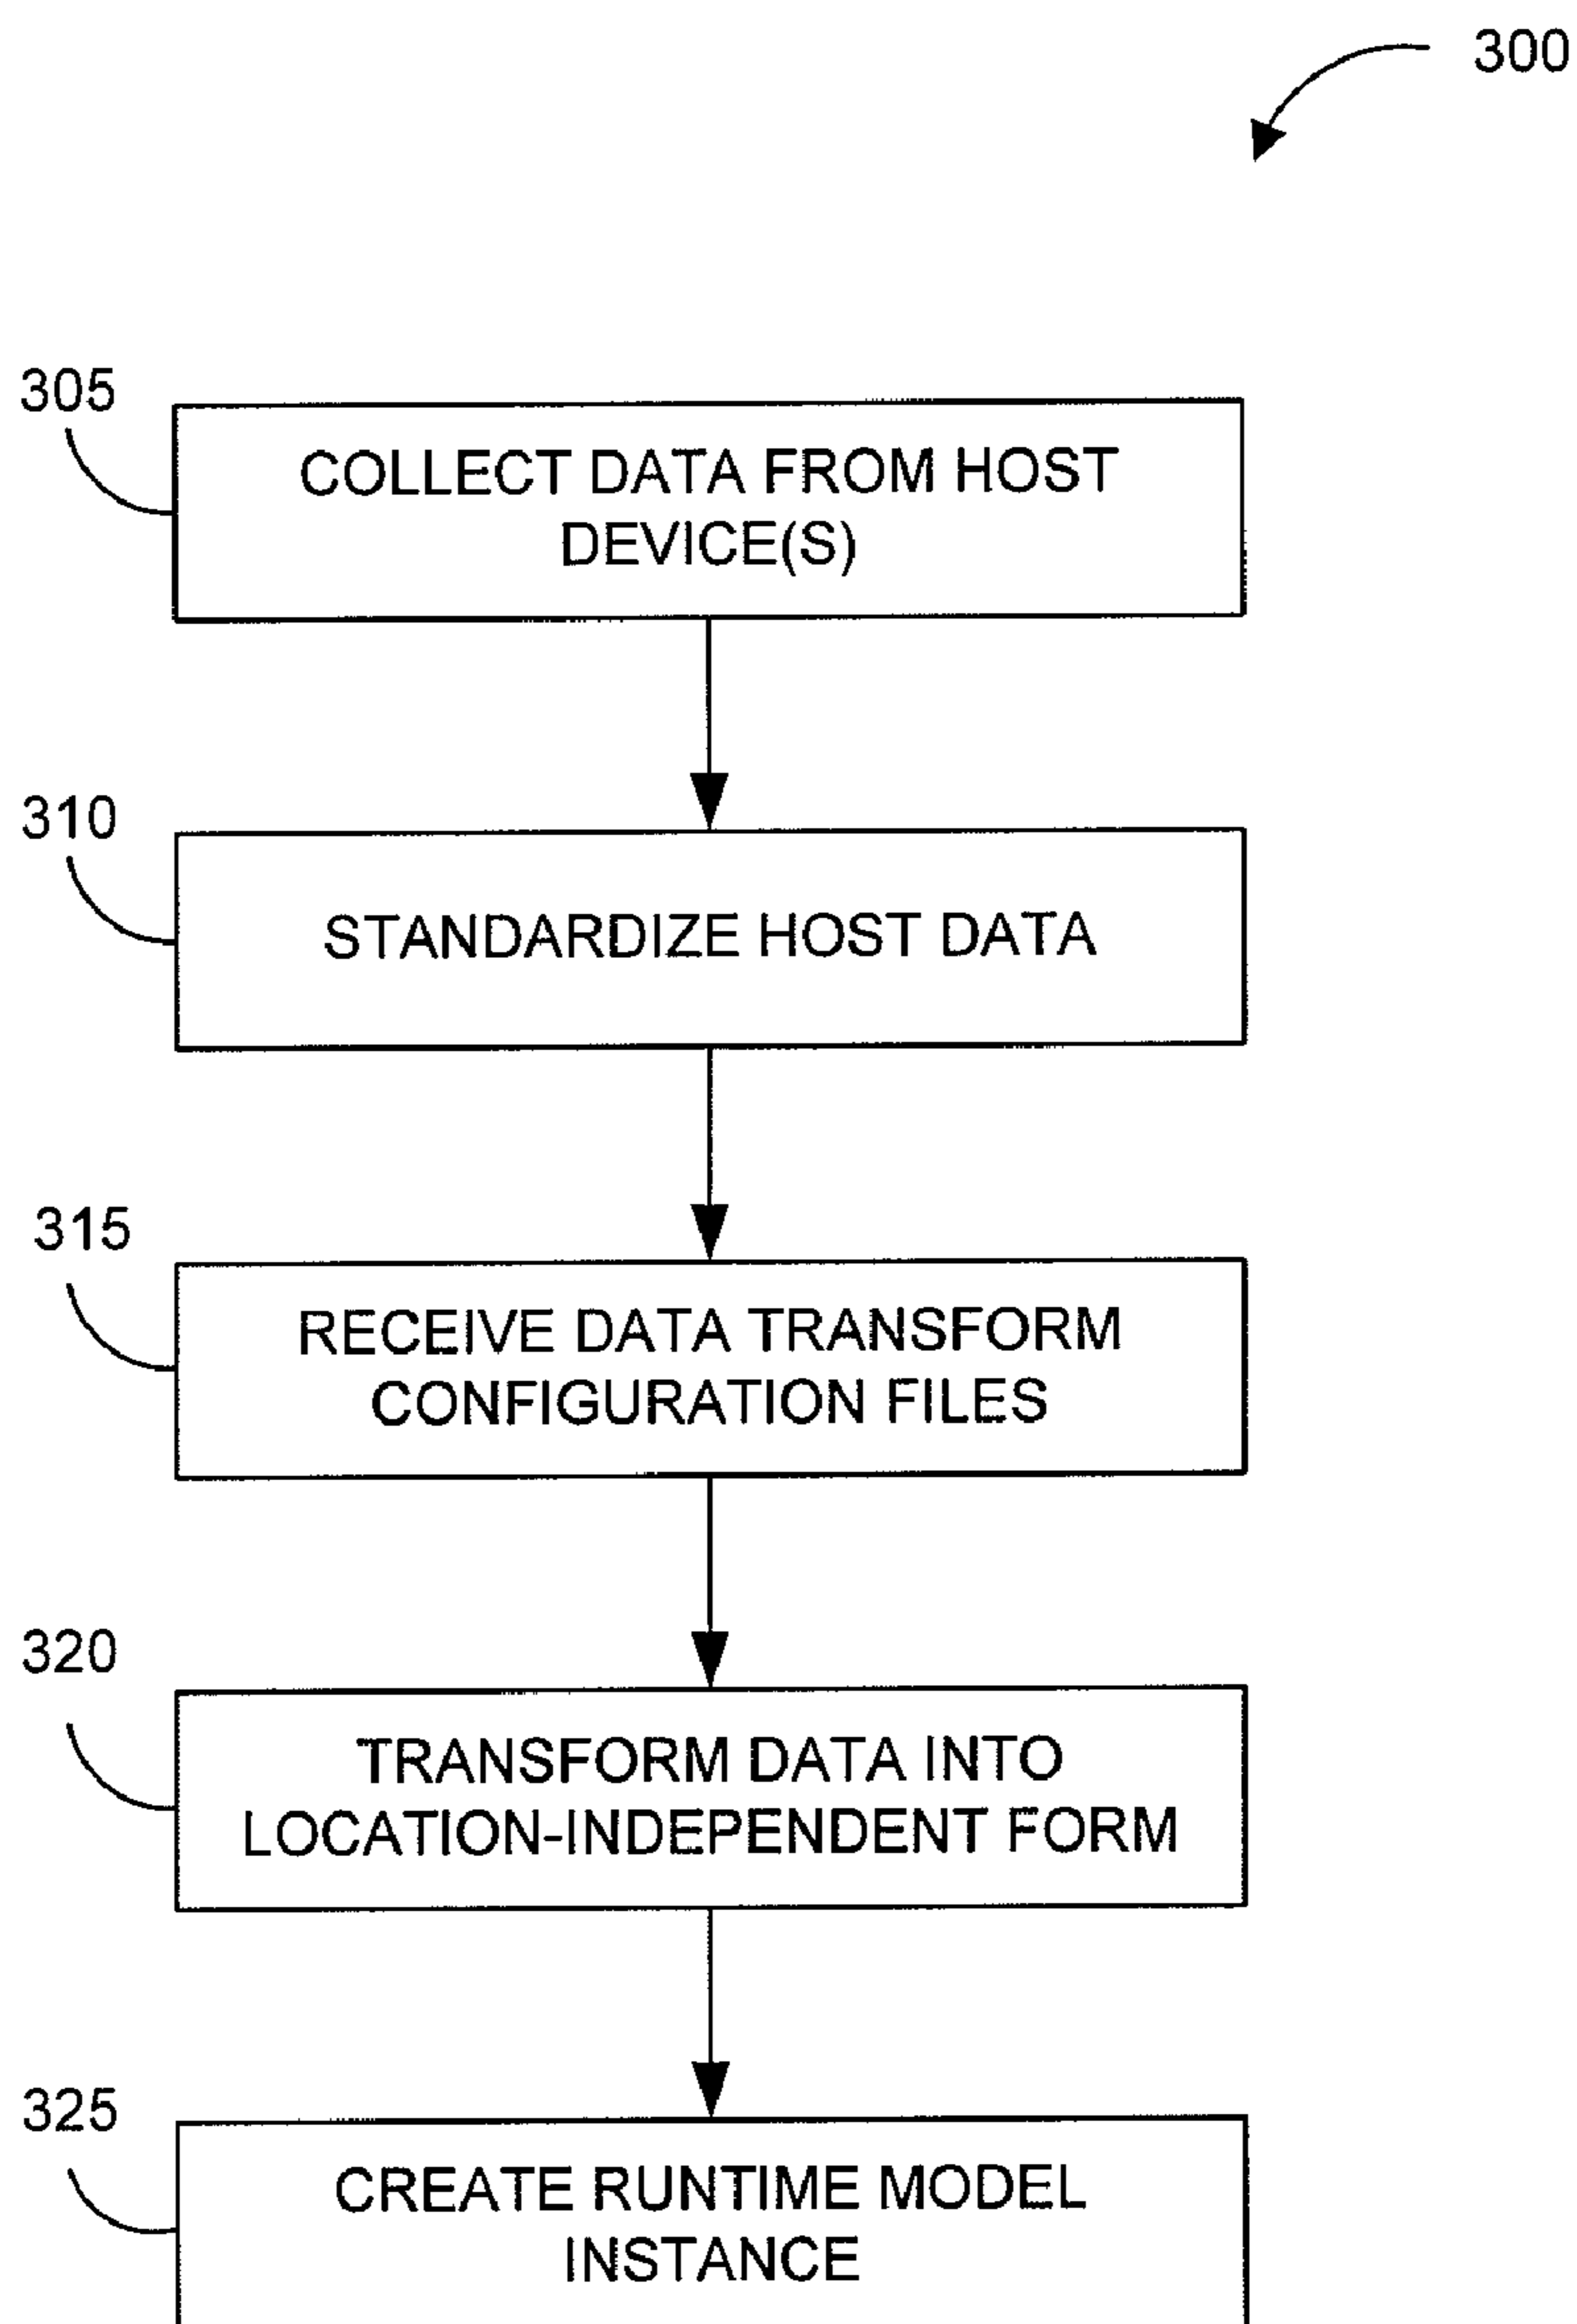 300
305
COLLECT DATA FROM HOST
DEVICE(S)
310
STANDARDIZE HOST DATA
315
RECEIVE DATA TRANSFORM
CONFIGURATION FILES
320
TRANSFORM DATA INTO
LOCATION-INDEPENDENT FORM
325
CREATE RUNTIME MODEL
INSTANCE